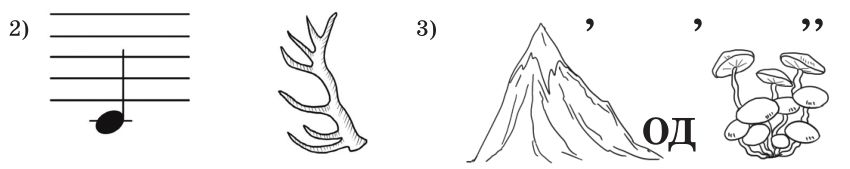 2) 3) ’ ’ ’’
од